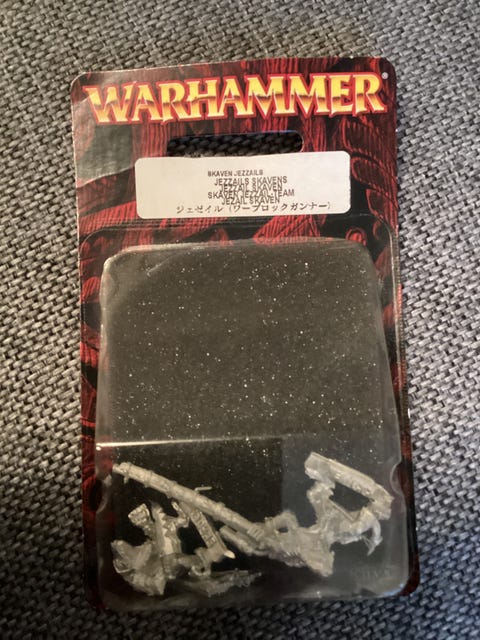 WARHAMMER®
SKAVEN JEZZAILS
JEZZAILS SKAVENS
JEZZAIL SKAVEN
SKAVEN JEZZAIL-TEAM
JEZAIL SKAVEN
ジェゼイル (ワープロックガンナー)